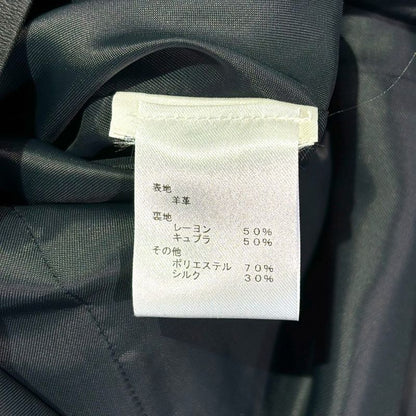 表地
羊革
裏地
レーヨン 50%
キュプラ 50%
その他
ポリエステル 70%
シルク 30%